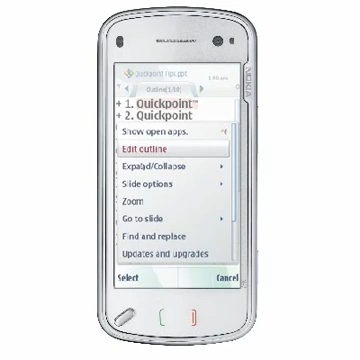 Quickpoint Tips.ppt
Outline(1/10)
+ 1. Quickpoint™
+ 2. Quickpoint
Show open apps.
Edit outline
Expand/Collapse
Slide options
Zoom
Go to slide
Find and replace
Updates and upgrades
Select
Cancel
NOKIA